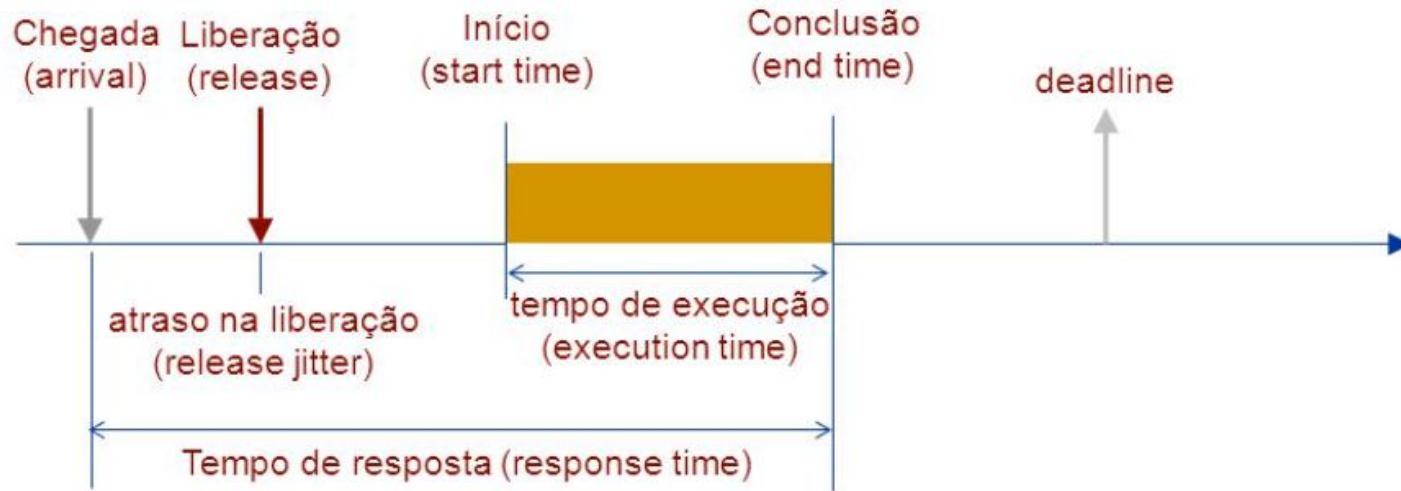 Chegada
(arrival)
Liberação
(release)
Início
(start time)
Conclusão
(end time)
deadline
atraso na liberação
(release jitter)
tempo de execução
(execution time)
Tempo de resposta (response time)